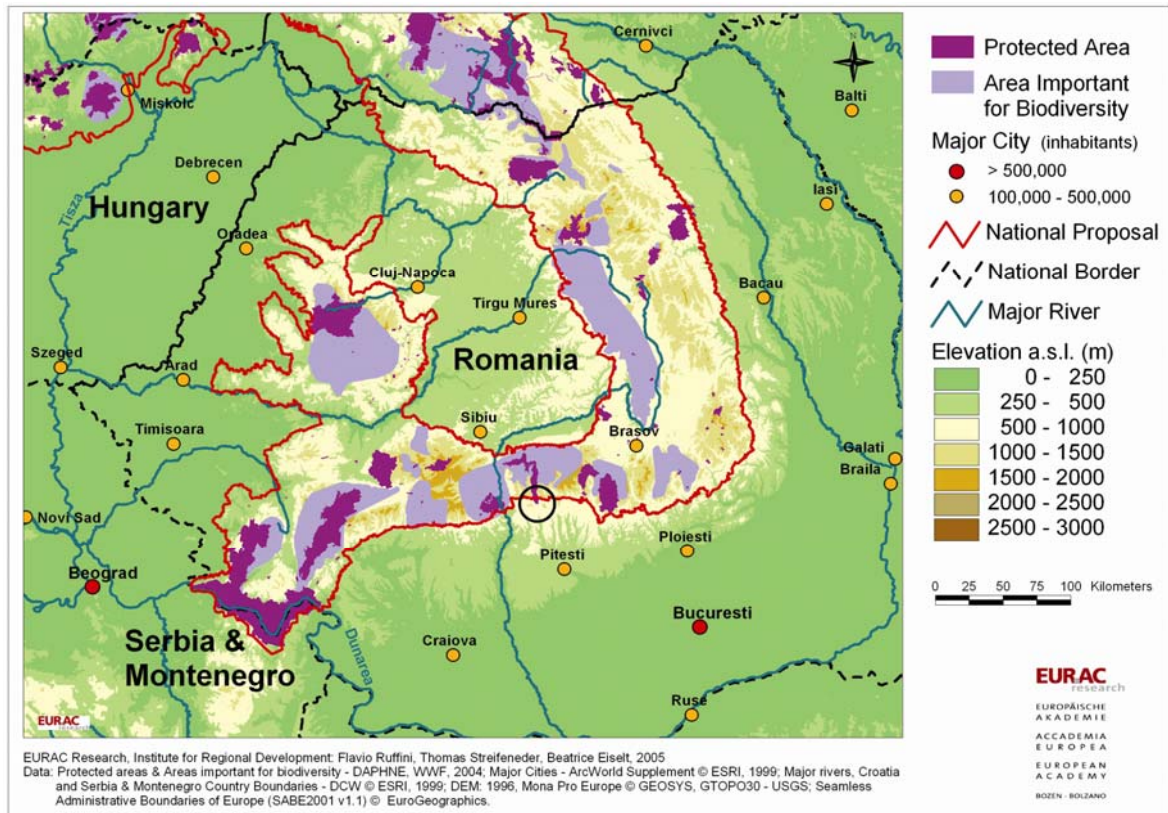 Cernivci
N
Balti
Miskolc
Debrecen
Hungary
Tisza
Iasi
Oradea
Cluj-Napoca
Bacau
Tirgu Mures
Szeged
Arad
Romania
Sibiu
Timisoara
Brasov
Galati
Braila
Novi Sad
Pitesti
Ploiesti
Beograd
Bucuresti
Serbia &
Montenegro
Dunarea
Craiova
Ruse
EURAC
research
Protected Area
Area Important
for Biodiversity
Major City (inhabitants)
> 500,000
100,000 - 500,000
National Proposal
National Border
Major River
Elevation a.s.l. (m)
0 - 250
250 - 500
500 - 1000
1000 - 1500
1500 - 2000
2000 - 2500
2500 - 3000
0 25 50 75 100 Kilometers
EURAC
research
EUROPÄISCHE
AKADEMIE
ACCADEMIA
EUROPEA
EUROPEAN
ACADEMY
BOZEN - BOLZANO
EURAC Research, Institute for Regional Development: Flavio Ruffini, Thomas Streifeneder, Beatrice Eiselt, 2005
Data: Protected areas & Areas important for biodiversity - DAPHNE, WWF, 2004; Major Cities - ArcWorld Supplement © ESRI, 1999; Major rivers, Croatia
and Serbia & Montenegro Country Boundaries - DCW © ESRI, 1999; DEM: 1996, Mona Pro Europe © GEOSYS, GTOPO30 - USGS; Seamless
Administrative Boundaries of Europe (SABE2001 v1.1) © EuroGeographics.